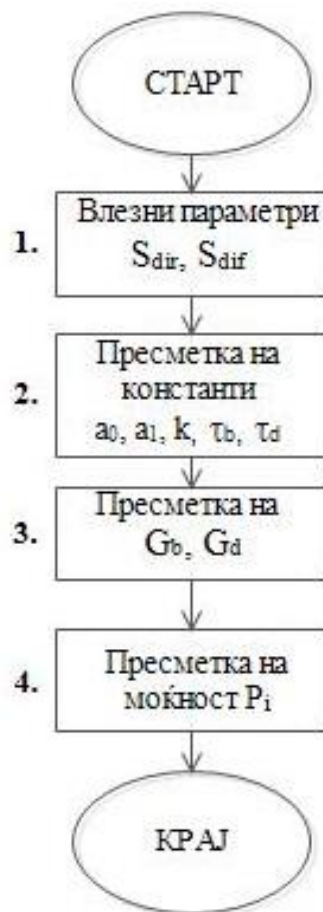 СТАРТ
1.
Влезни параметри
Sdir, Sdif
2.
Пресметка на
константи
a0, a1, k, τb, τd
3.
Пресметка на
Gb, Gd
4.
Пресметка на
моќност Pi
КРАЈ